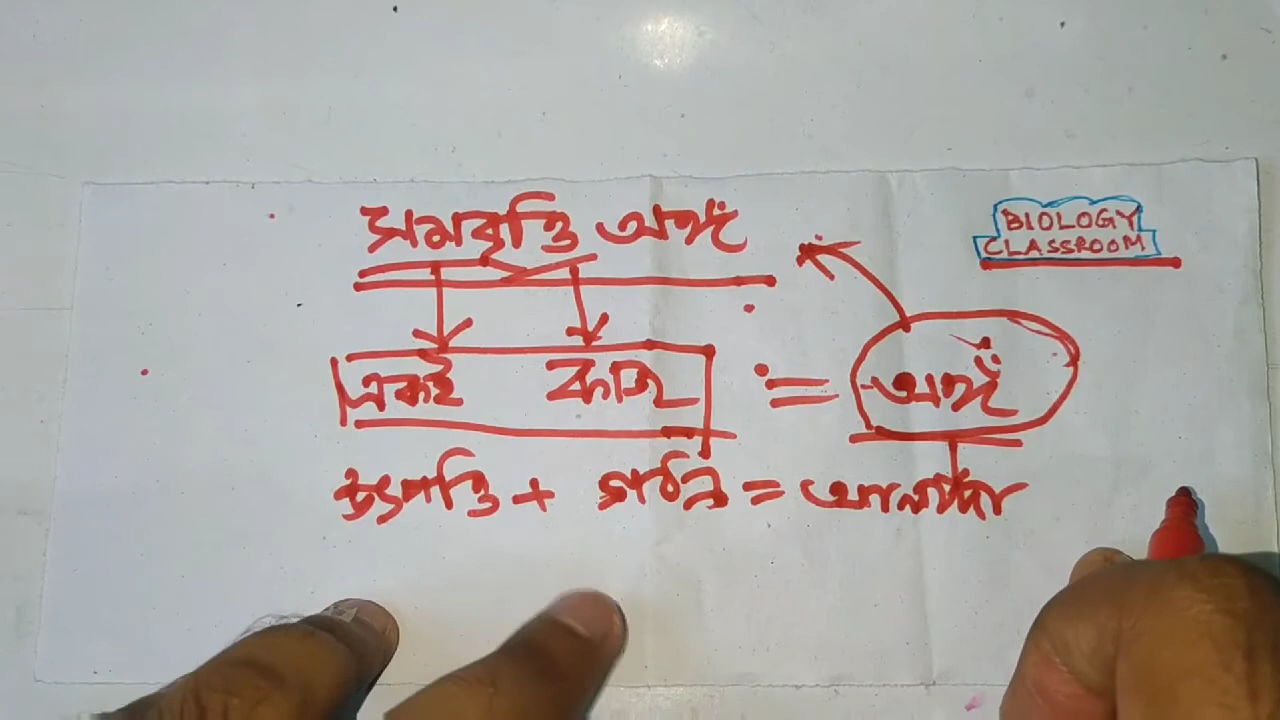 সমবৃত্তি অঙ্গ
BIOLOGY
CLASSROOM
একই কাজ = অঙ্গ
উৎপত্তি + গঠন = আলাদা